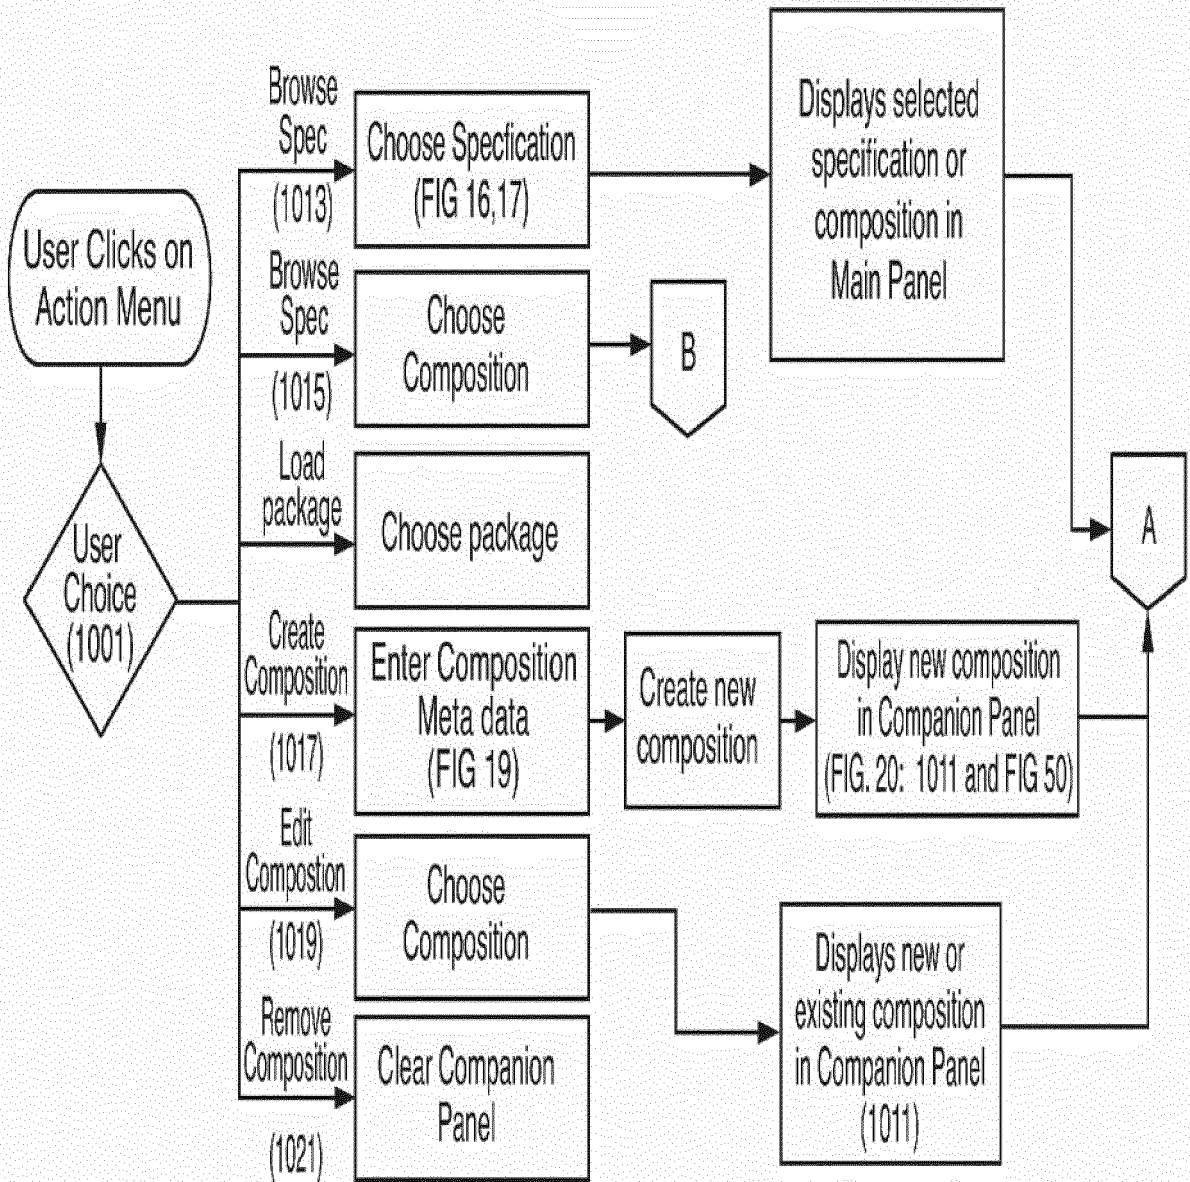 User Clicks on
Action Menu
User
Choice
(1001)
Browse
Spec
(1013)
Choose Specfication
(FIG 16,17)
Displays selected
specification or
composition in
Main Panel
Browse
Spec
(1015)
Choose
Composition
B
Load
package
Choose package
A
Create
Composition
(1017)
Enter Composition
Meta data
(FIG 19)
Create new
composition
Display new composition
in Companion Panel
(FIG. 20: 1011 and FIG 50)
Edit
Compostion
(1019)
Choose
Composition
Displays new or
existing composition
in Companion Panel
(1011)
Remove
Composition
(1021)
Clear Companion
Panel